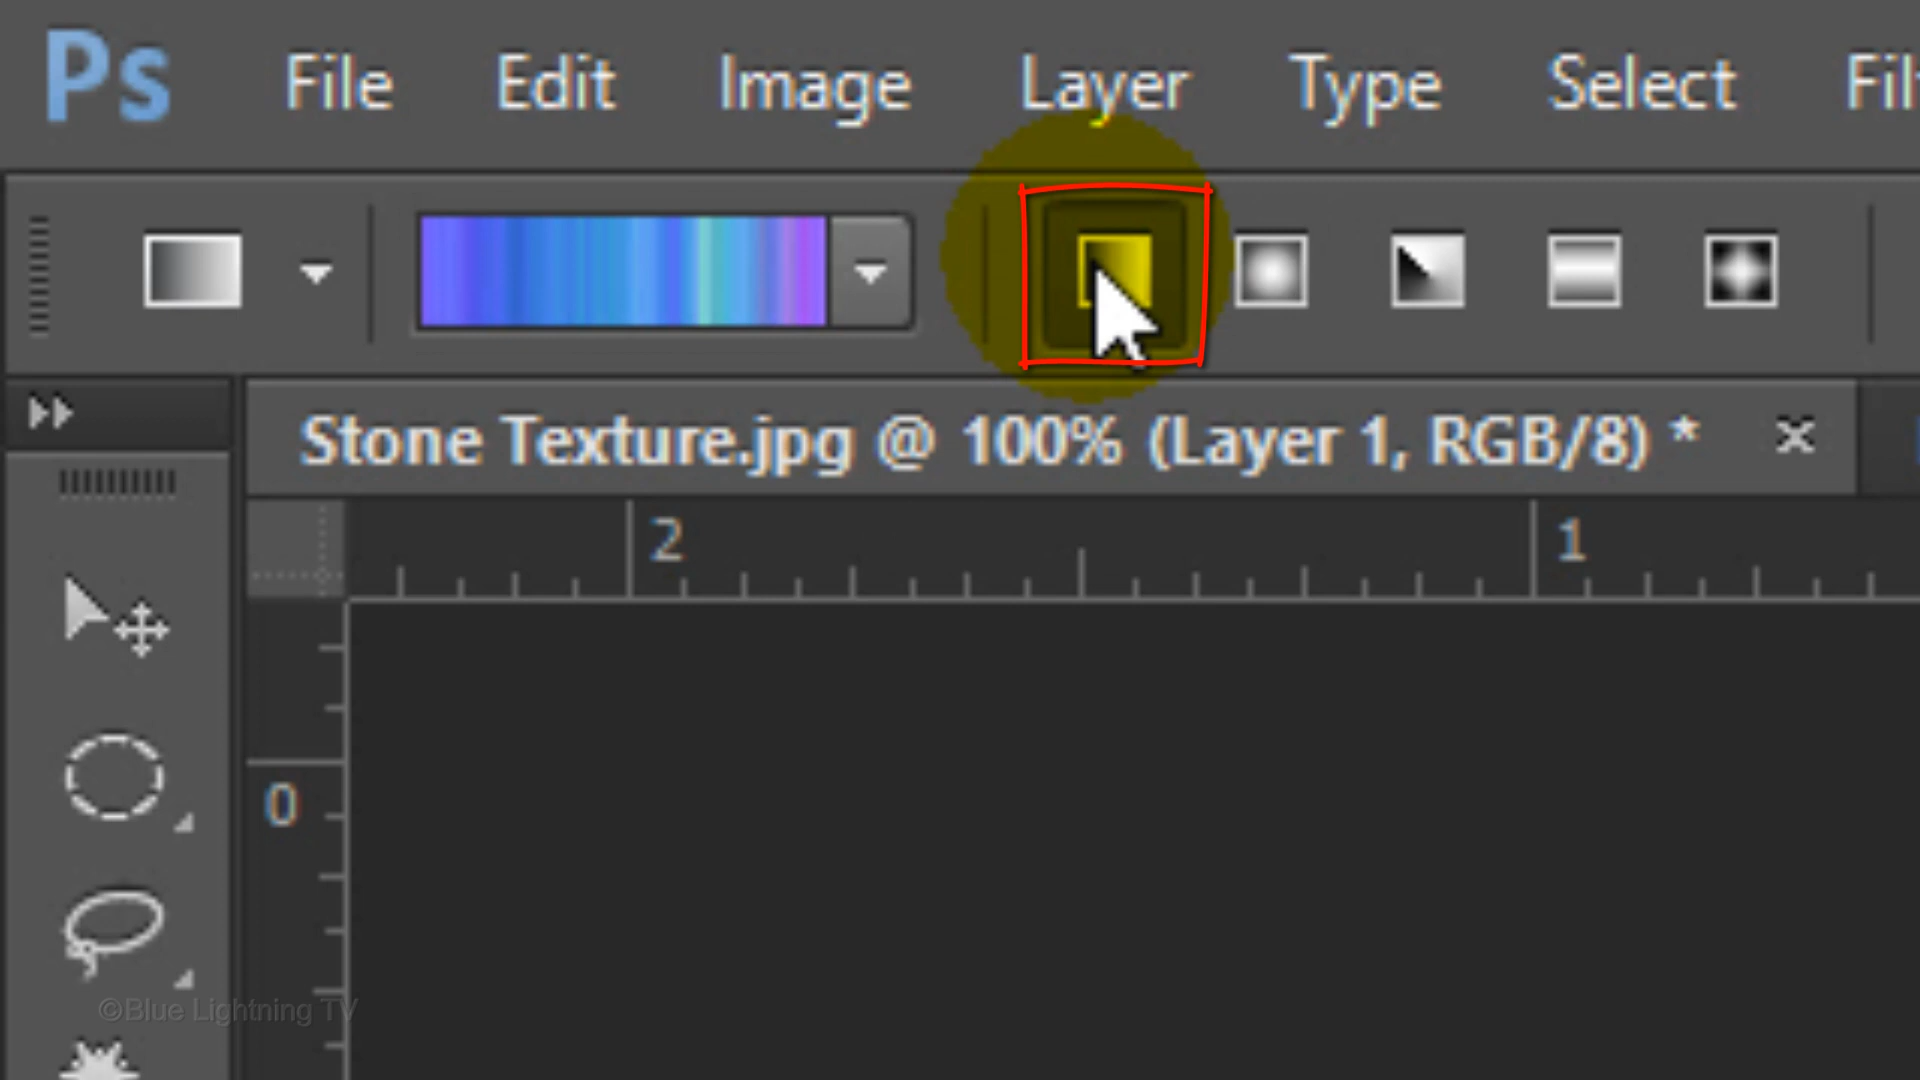 Ps File Edit Image Layer Type Select Fil
Stone Texture.jpg @ 100% (Layer 1, RGB/8) *
2 1
0
©Blue Lightning TV